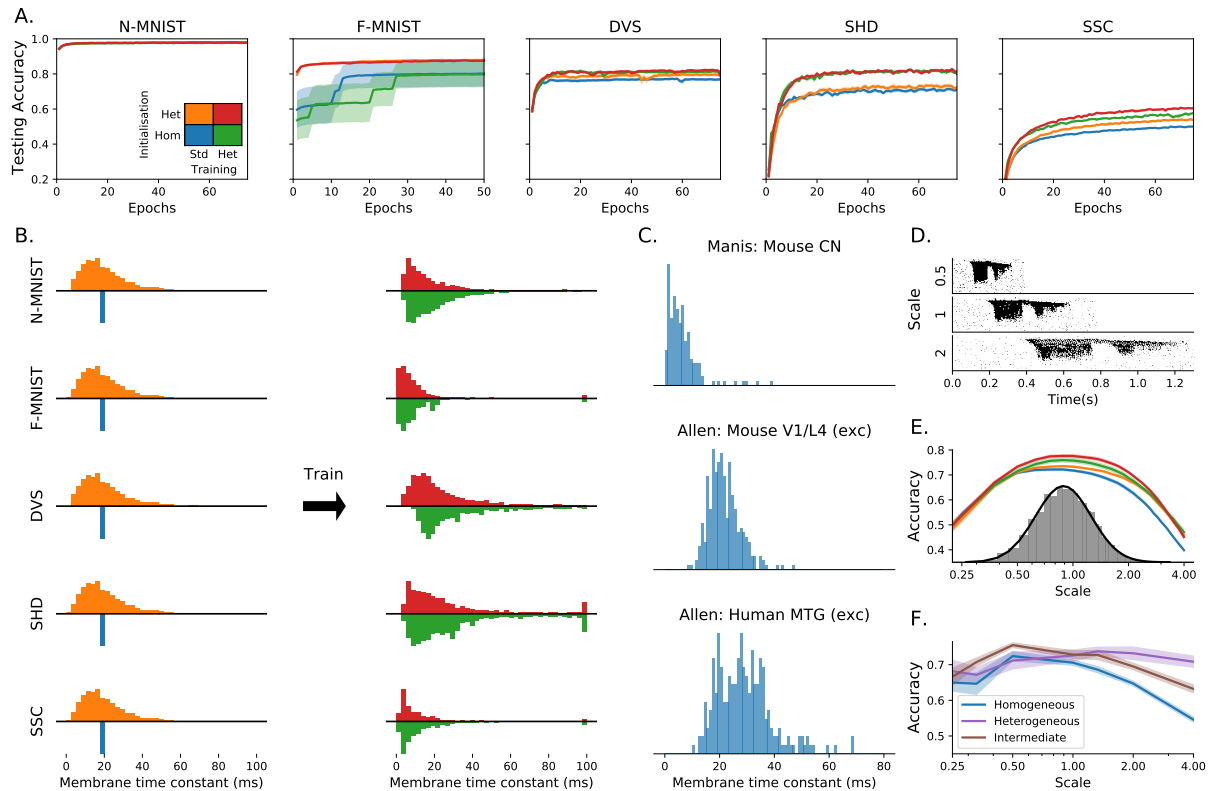 A.
N-MNIST
F-MNIST
DVS
SHD
SSC
Testing Accuracy
1.0
0.8
0.6
0.4
0.2
Initialisation
Het
Hom
Std Het
Training
0 20 40 60
Epochs
0 10 20 30 40 50
Epochs
0 20 40 60
Epochs
0 20 40 60
Epochs
0 20 40 60
Epochs
B.
N-MNIST
F-MNIST
DVS
SHD
SSC
Train
0 20 40 60 80 100
Membrane time constant (ms)
0 20 40 60 80 100
Membrane time constant (ms)
C.
Manis: Mouse CN
Allen: Mouse V1/L4 (exc)
Allen: Human MTG (exc)
0 20 40 60 80
Membrane time constant (ms)
D.
Scale
0.5
1
2
0.0 0.2 0.4 0.6 0.8 1.0 1.2
Time(s)
E.
Accuracy
0.8
0.7
0.6
0.5
0.4
0.25 0.50 1.00 2.00 4.00
Scale
F.
Accuracy
0.7
0.6
0.5
Homogeneous
Heterogeneous
Intermediate
0.25 0.50 1.00 2.00 4.00
Scale